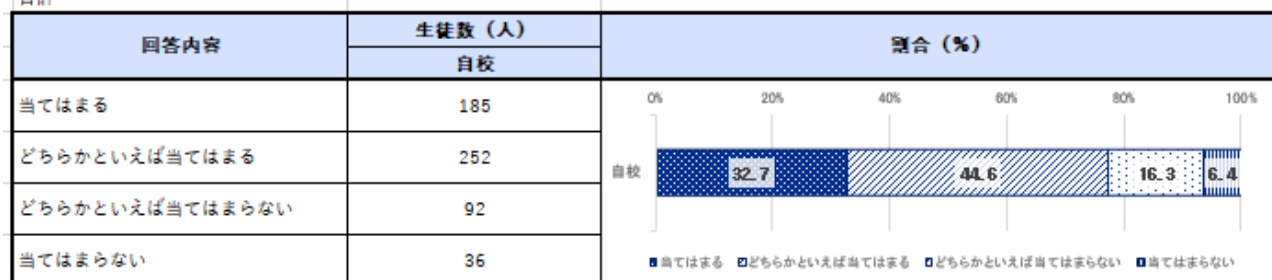 回答内容
生徒数（人）
自校
割合（%）
当てはまる 185
どちらかといえば当てはまる 252
どちらかといえば当てはまらない 92
当てはまらない 36
0% 20% 40% 60% 80% 100%
自校 32.7 44.6 16.3 6.4
当てはまる どちらかといえば当てはまる どちらかといえば当てはまらない 当てはまらない